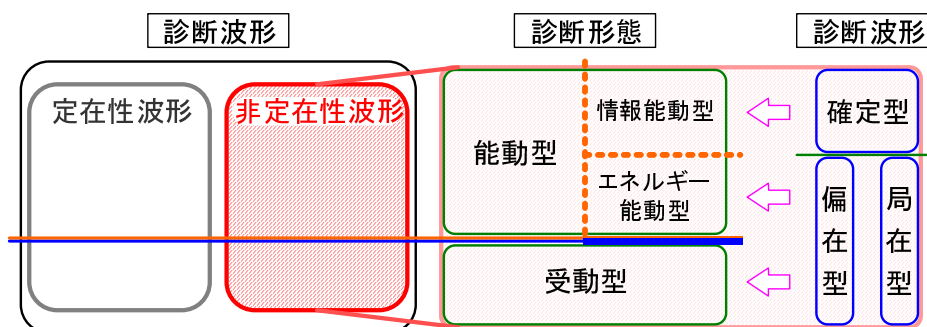 診断波形
診断形態
診断波形
定在性波形
非定在性波形
能動型
情報能動型
エネルギー
能動型
受動型
確定型
偏在型
局在型